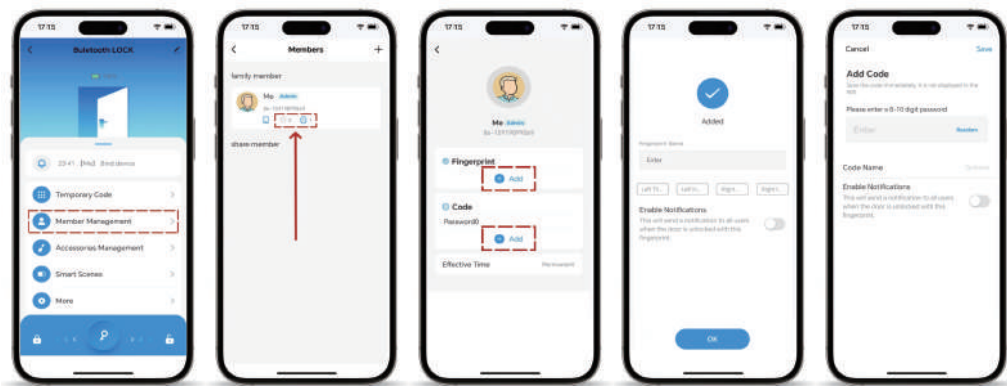 17:15
Buletooth LOCK
Temporary Code
Member Management
Accessories Management
Smart Scenes
More
17:15
Members
family member
Me Admin
share member
17:15
Me Admin
Fingerprint
Add
Code
Password0
Add
Effective Time
Permanent
17:15
Added
Fingerprint Name
Enter
Enable Notifications
This will send a notification to all users
when the door is unlocked with this
fingerprint.
OK
17:15
Cancel
Save
Add Code
Please enter a 6-10 digit password
Enter
Random
Code Name
Enable Notifications
This will send a notification to all users
when the door is unlocked with this
fingerprint.